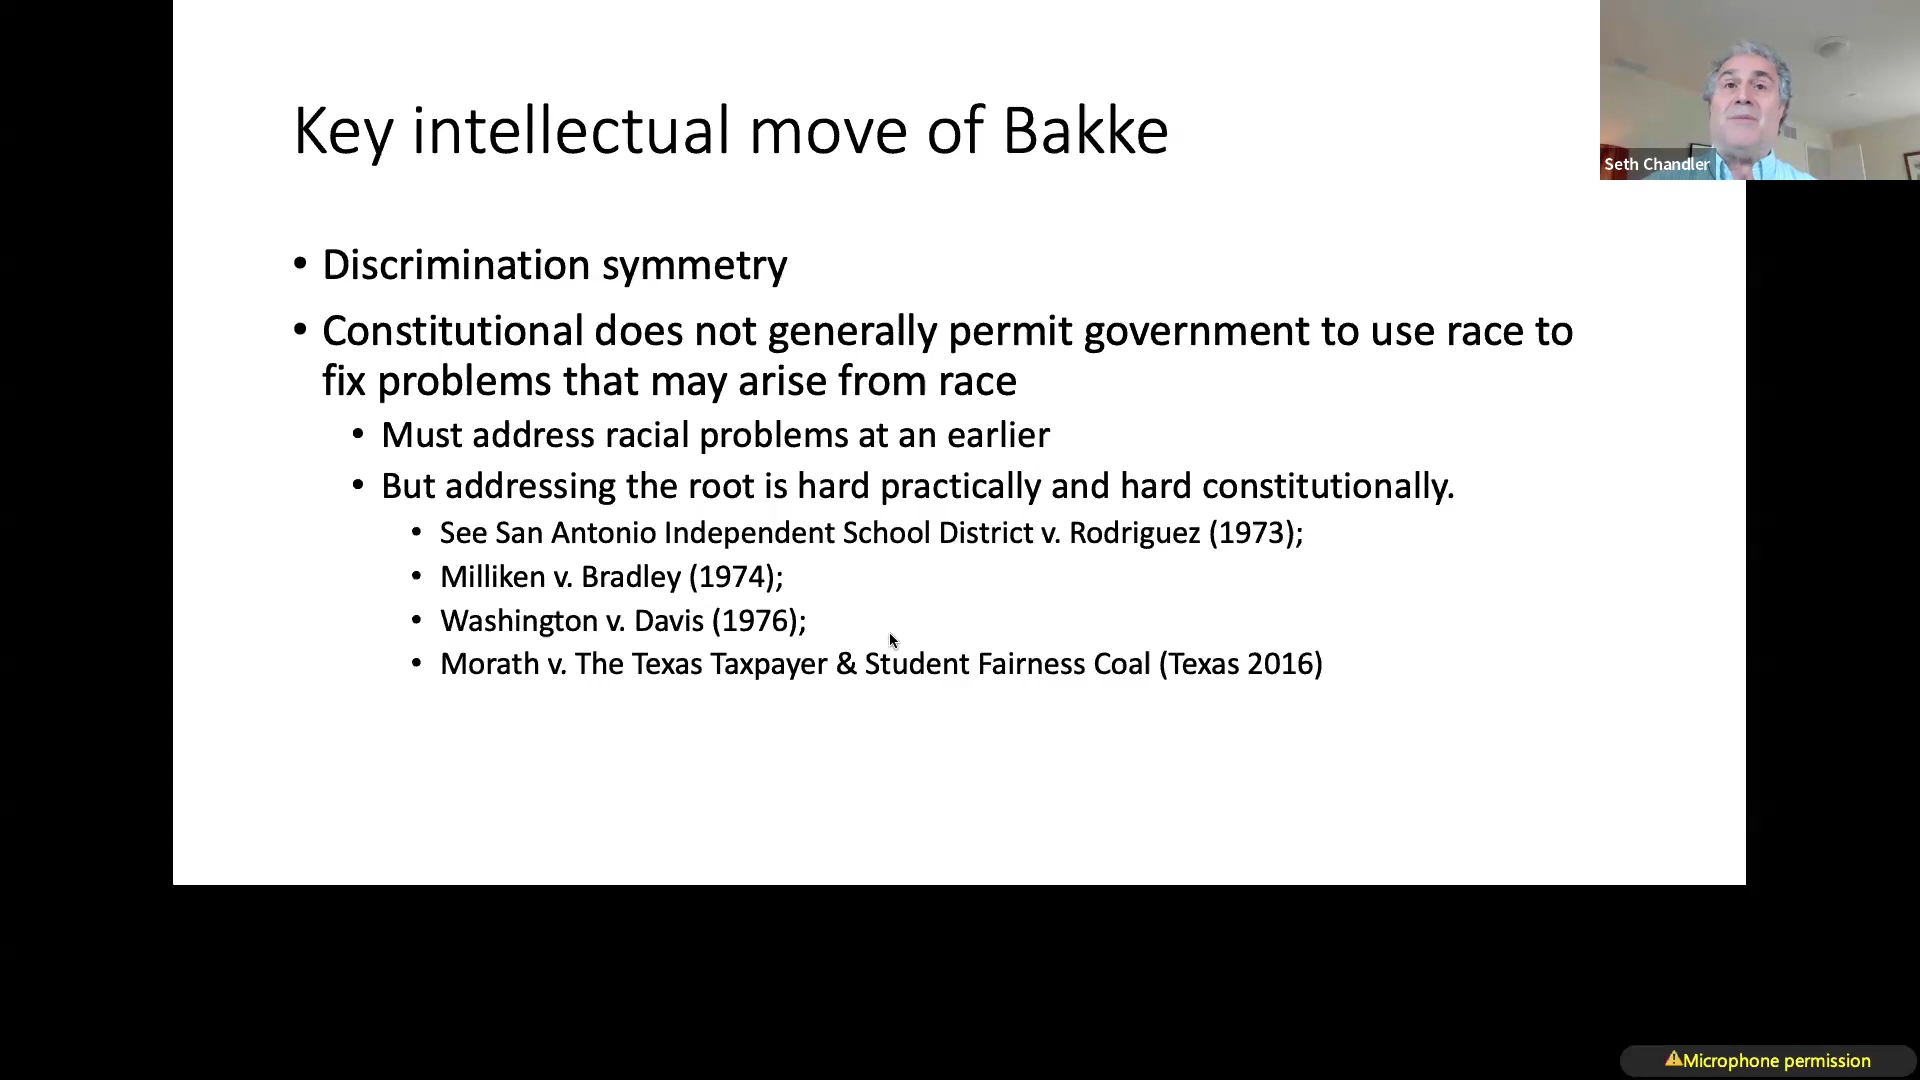 Key intellectual move of Bakke
Seth Chandler
• Discrimination symmetry
• Constitutional does not generally permit government to use race to
fix problems that may arise from race
• Must address racial problems at an earlier
• But addressing the root is hard practically and hard constitutionally.
• See San Antonio Independent School District v. Rodriguez (1973);
• Milliken v. Bradley (1974);
• Washington v. Davis (1976);
• Morath v. The Texas Taxpayer & Student Fairness Coal (Texas 2016)
Microphone permission